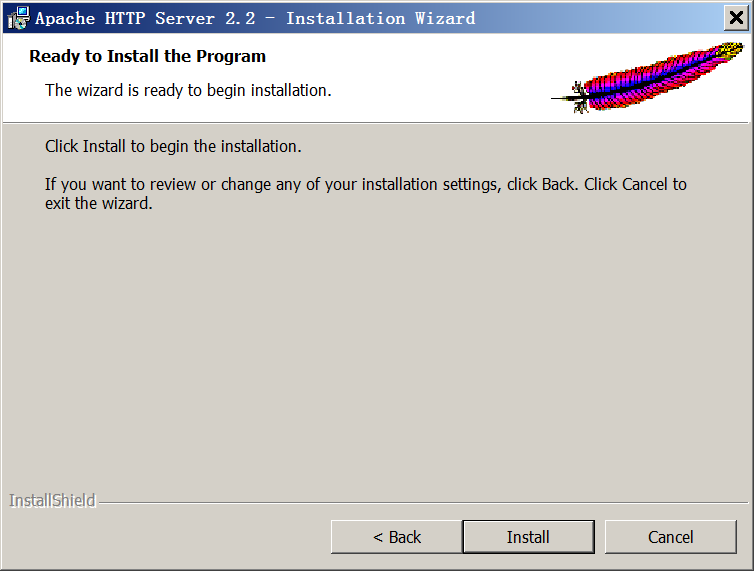 Apache HTTP Server 2.2 - Installation Wizard
Ready to Install the Program
The wizard is ready to begin installation.
Click Install to begin the installation.
If you want to review or change any of your installation settings, click Back. Click Cancel to
exit the wizard.
InstallShield
< Back
Install
Cancel